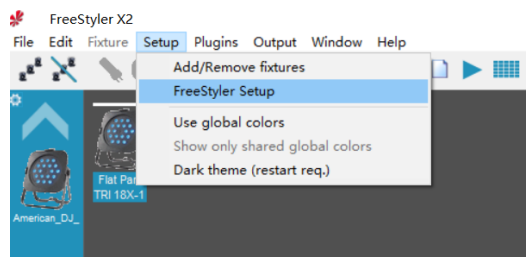 FreeStyler X2
File Edit Fixture Setup Plugins Output Window Help
Add/Remove fixtures
FreeStyler Setup
Use global colors
Show only shared global colors
Dark theme (restart req.)
Flat Par
TRI 18X-1
American_DJ_